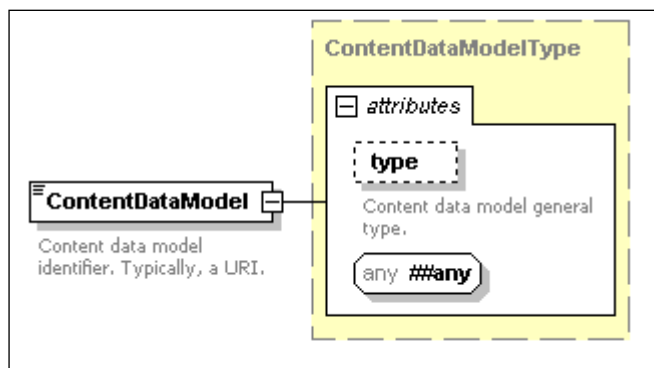 ContentDataModelType
attributes
type
Content data model general
type.
any ##any
ContentDataModel
Content data model
identifier. Typically, a URI.